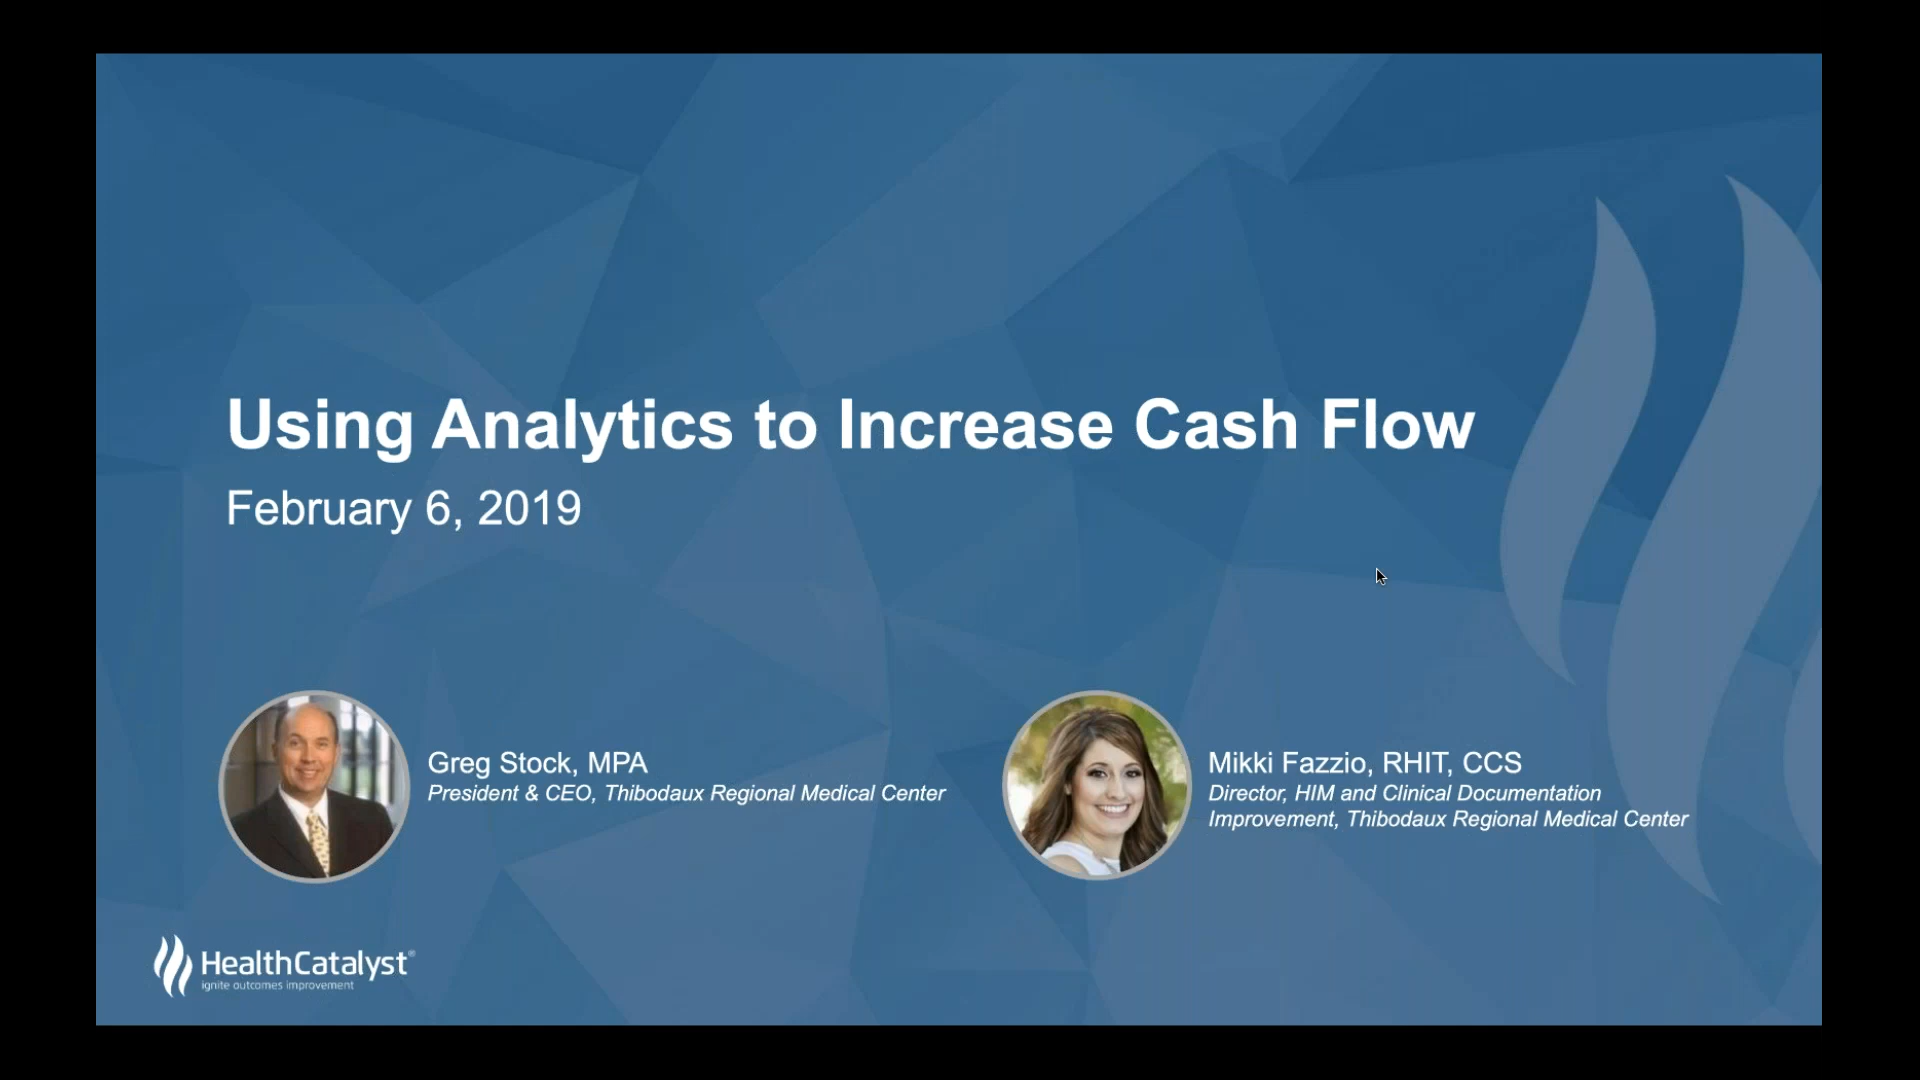 Using Analytics to Increase Cash Flow
February 6, 2019
Greg Stock, MPA
President & CEO, Thibodaux Regional Medical Center
Mikki Fazzio, RHIT, CCS
Director, HIM and Clinical Documentation
Improvement, Thibodaux Regional Medical Center
HealthCatalyst®
ignite outcomes improvement